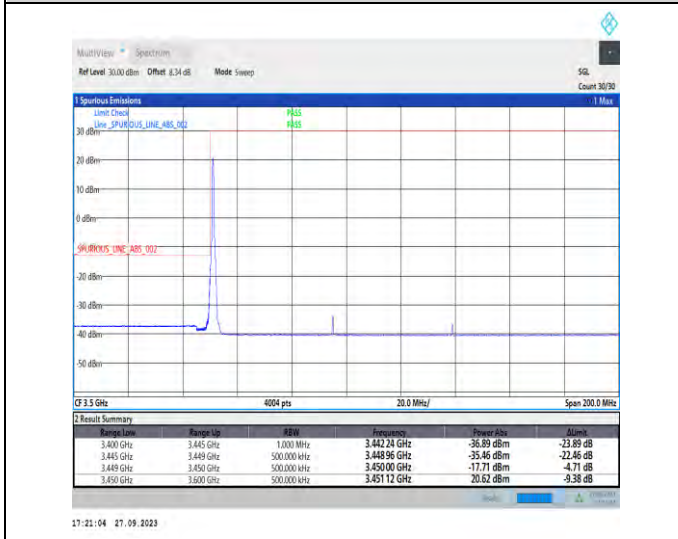 MultiView Spectrum
Ref Level 30.00 dBm Offset 8.34 dB Mode Sweep SGL
Count 30/30
1 Spurious Emissions 1 Max
Limit Check PASS
Line _SPURIOUS_LINE_ABS_002 PASS
30 dBm
20 dBm
10 dBm
0 dBm
_SPURIOUS_LINE_ABS_002
-20 dBm
-30 dBm
-40 dBm
-50 dBm
CF 3.5 GHz 4004 pts 20.0 MHz/ Span 200.0 MHz
2 Result Summary
Range Low Range Up RBW Frequency Power Abs ΔLimit
3.400 GHz 3.445 GHz 1.000 MHz 3.442 24 GHz -36.89 dBm -23.89 dB
3.445 GHz 3.449 GHz 500.000 kHz 3.448 96 GHz -35.46 dBm -22.46 dB
3.449 GHz 3.450 GHz 500.000 kHz 3.450 00 GHz -17.71 dBm -4.71 dB
3.450 GHz 3.600 GHz 500.000 kHz 3.451 12 GHz 20.62 dBm -9.38 dB
17:21:04 27.09.2023